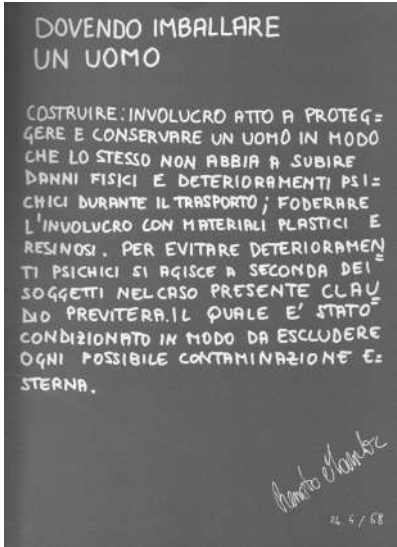 DOVENDO IMBALLARE
UN UOMO
COSTRUIRE: INVOLUCRO ATTO A PROTEG=
GERE E CONSERVARE UN UOMO IN MODO
CHE LO STESSO NON ABBIA A SUBIRE
DANNI FISICI E DETERIORAMENTI PSI=
CHICI DURANTE IL TRASPORTO; FODERARE
L'INVOLUCRO CON MATERIALI PLASTICI E
RESINOSI. PER EVITARE DETERIORAMEN=
TI PSICHICI SI AGISCE A SECONDA DEI
SOGGETTI NEL CASO PRESENTE CLAU=
DIO PREVITERA. IL QUALE E' STATO
CONDIZIONATO IN MODO DA ESCLUDERE
OGNI POSSIBILE CONTAMINAZIONE E=
STERNA.
Renato
/68